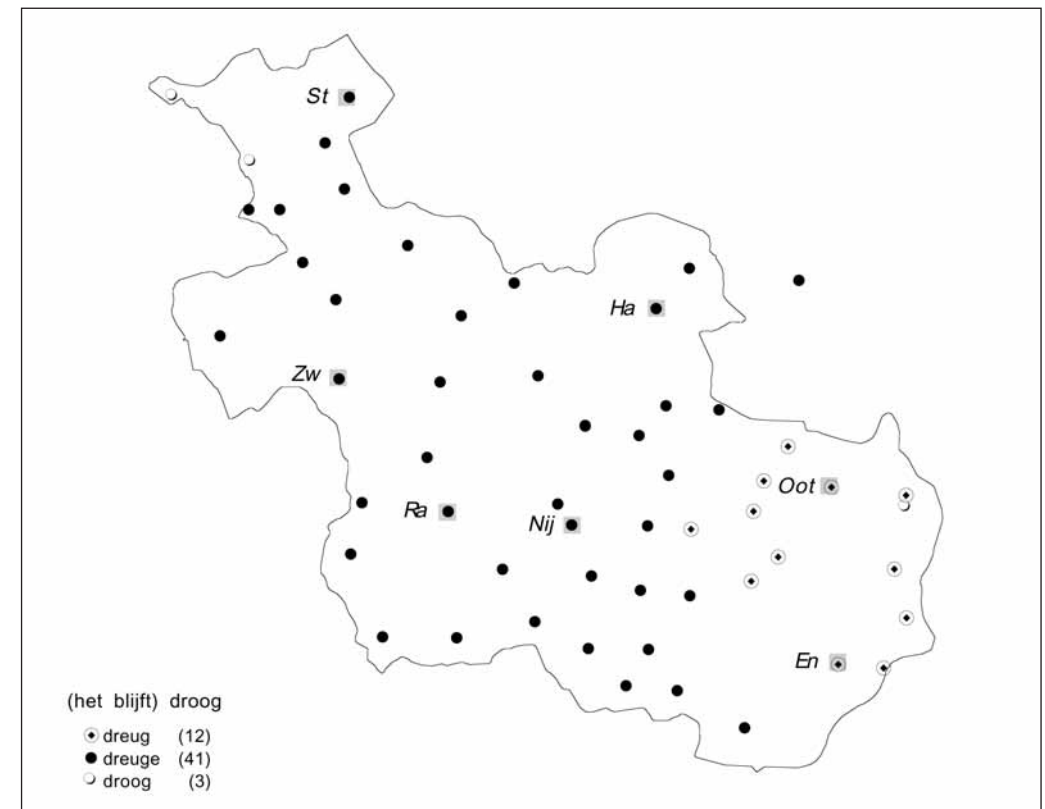 St
Ha
Zw
Oot
Ra
Nij
En
(het blijft) droog
dreug (12)
dreuge (41)
droog (3)